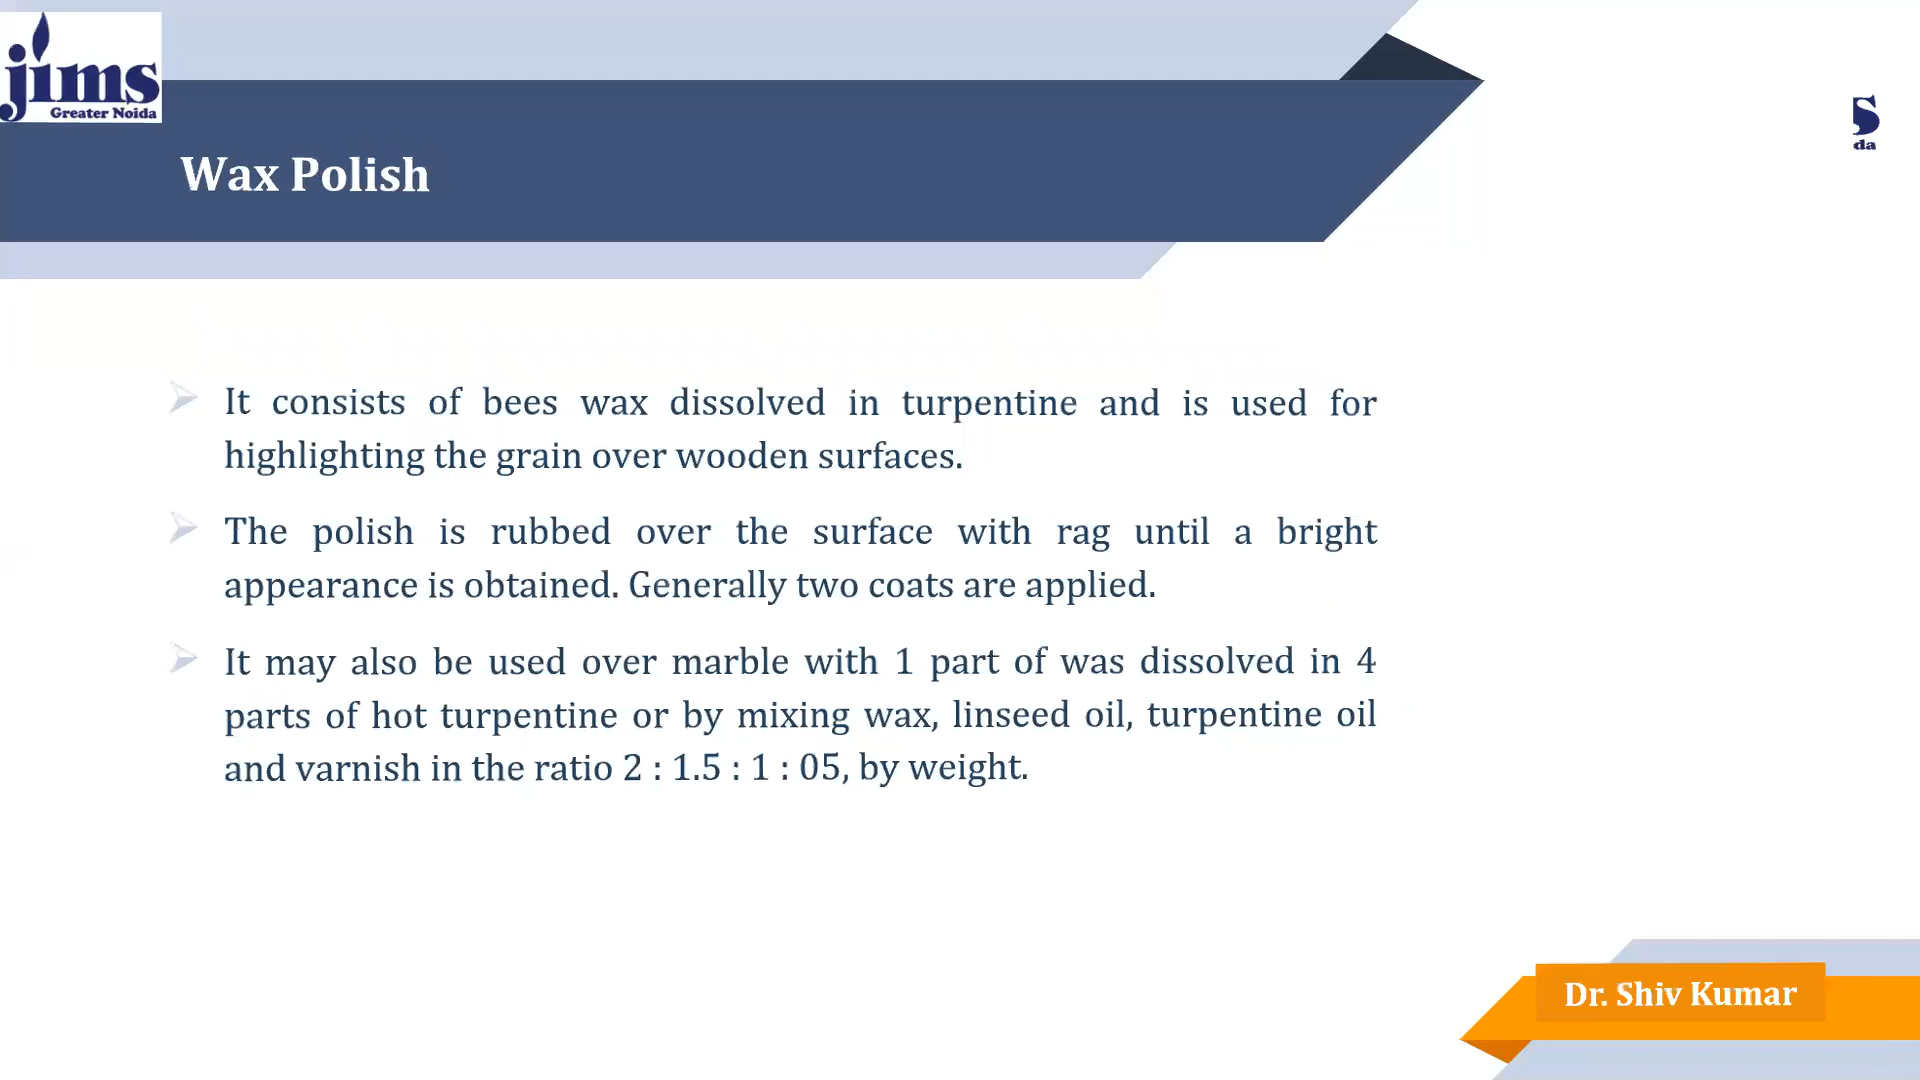 jims
Greater Noida
S
da
Wax Polish
It consists of bees wax dissolved in turpentine and is used for
highlighting the grain over wooden surfaces.
The polish is rubbed over the surface with rag until a bright
appearance is obtained. Generally two coats are applied.
It may also be used over marble with 1 part of was dissolved in 4
parts of hot turpentine or by mixing wax, linseed oil, turpentine oil
and varnish in the ratio 2 : 1.5 : 1 : 05, by weight.
Dr. Shiv Kumar